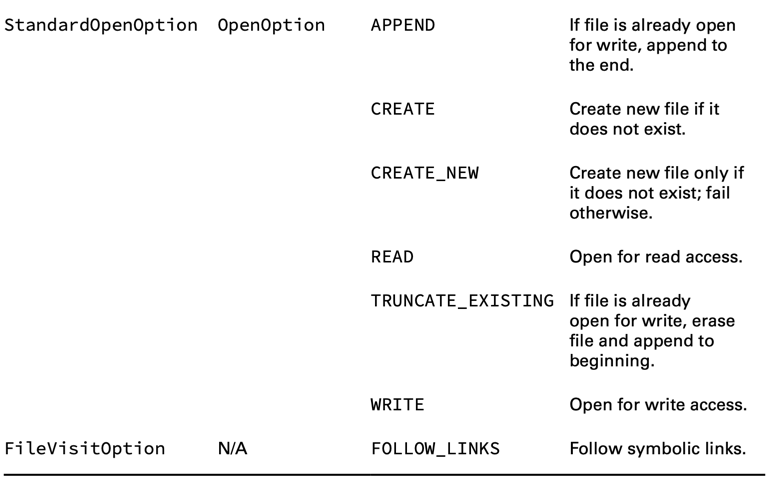 StandardOpenOption OpenOption APPEND If file is already open
for write, append to
the end.
CREATE Create new file if it
does not exist.
CREATE_NEW Create new file only if
it does not exist; fail
otherwise.
READ Open for read access.
TRUNCATE_EXISTING If file is already
open for write, erase
file and append to
beginning.
WRITE Open for write access.
FileVisitOption N/A FOLLOW_LINKS Follow symbolic links.